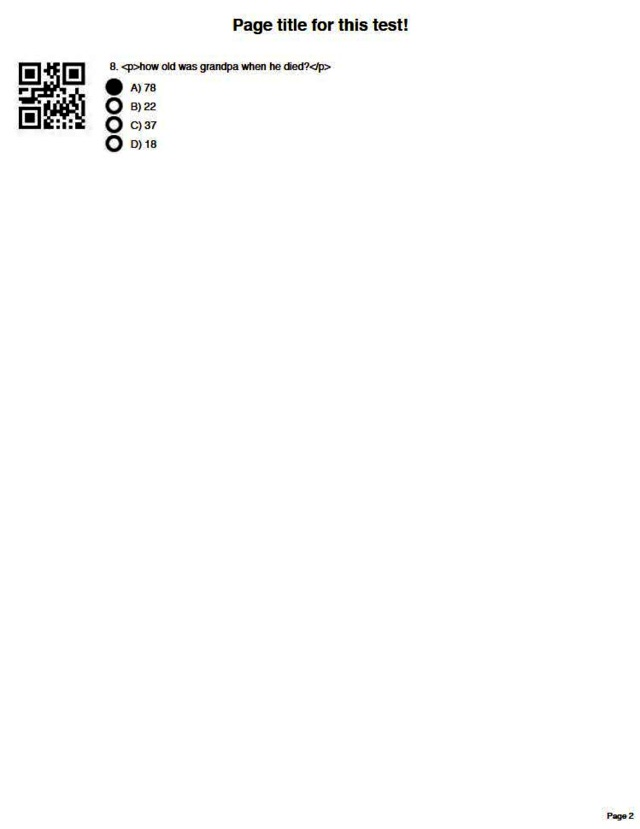 Page title for this test!
8. <p>how old was grandpa when he died?</p>
A) 78
B) 22
C) 37
D) 18
Page 2